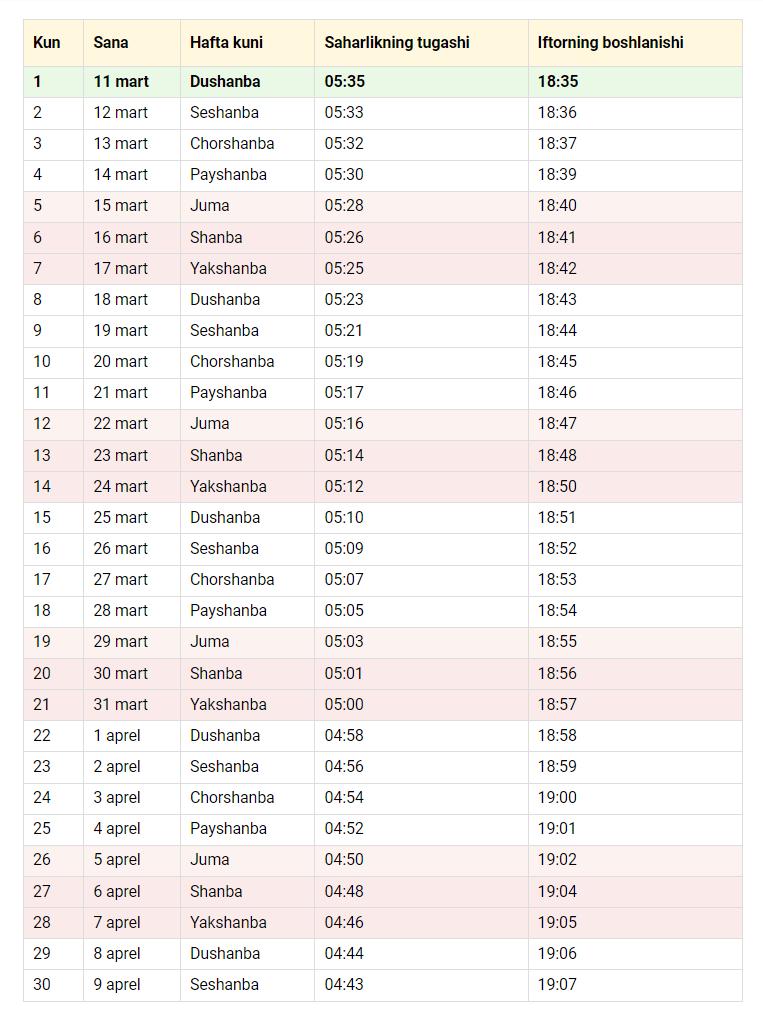 Kun Sana Hafta kuni Saharlikning tugashi Iftorning boshlanishi
1 11 mart Dushanba 05:35 18:35
2 12 mart Seshanba 05:33 18:36
3 13 mart Chorshanba 05:32 18:37
4 14 mart Payshanba 05:30 18:39
5 15 mart Juma 05:28 18:40
6 16 mart Shanba 05:26 18:41
7 17 mart Yakshanba 05:25 18:42
8 18 mart Dushanba 05:23 18:43
9 19 mart Seshanba 05:21 18:44
10 20 mart Chorshanba 05:19 18:45
11 21 mart Payshanba 05:17 18:46
12 22 mart Juma 05:16 18:47
13 23 mart Shanba 05:14 18:48
14 24 mart Yakshanba 05:12 18:50
15 25 mart Dushanba 05:10 18:51
16 26 mart Seshanba 05:09 18:52
17 27 mart Chorshanba 05:07 18:53
18 28 mart Payshanba 05:05 18:54
19 29 mart Juma 05:03 18:55
20 30 mart Shanba 05:01 18:56
21 31 mart Yakshanba 05:00 18:57
22 1 aprel Dushanba 04:58 18:58
23 2 aprel Seshanba 04:56 18:59
24 3 aprel Chorshanba 04:54 19:00
25 4 aprel Payshanba 04:52 19:01
26 5 aprel Juma 04:50 19:02
27 6 aprel Shanba 04:48 19:04
28 7 aprel Yakshanba 04:46 19:05
29 8 aprel Dushanba 04:44 19:06
30 9 aprel Seshanba 04:43 19:07